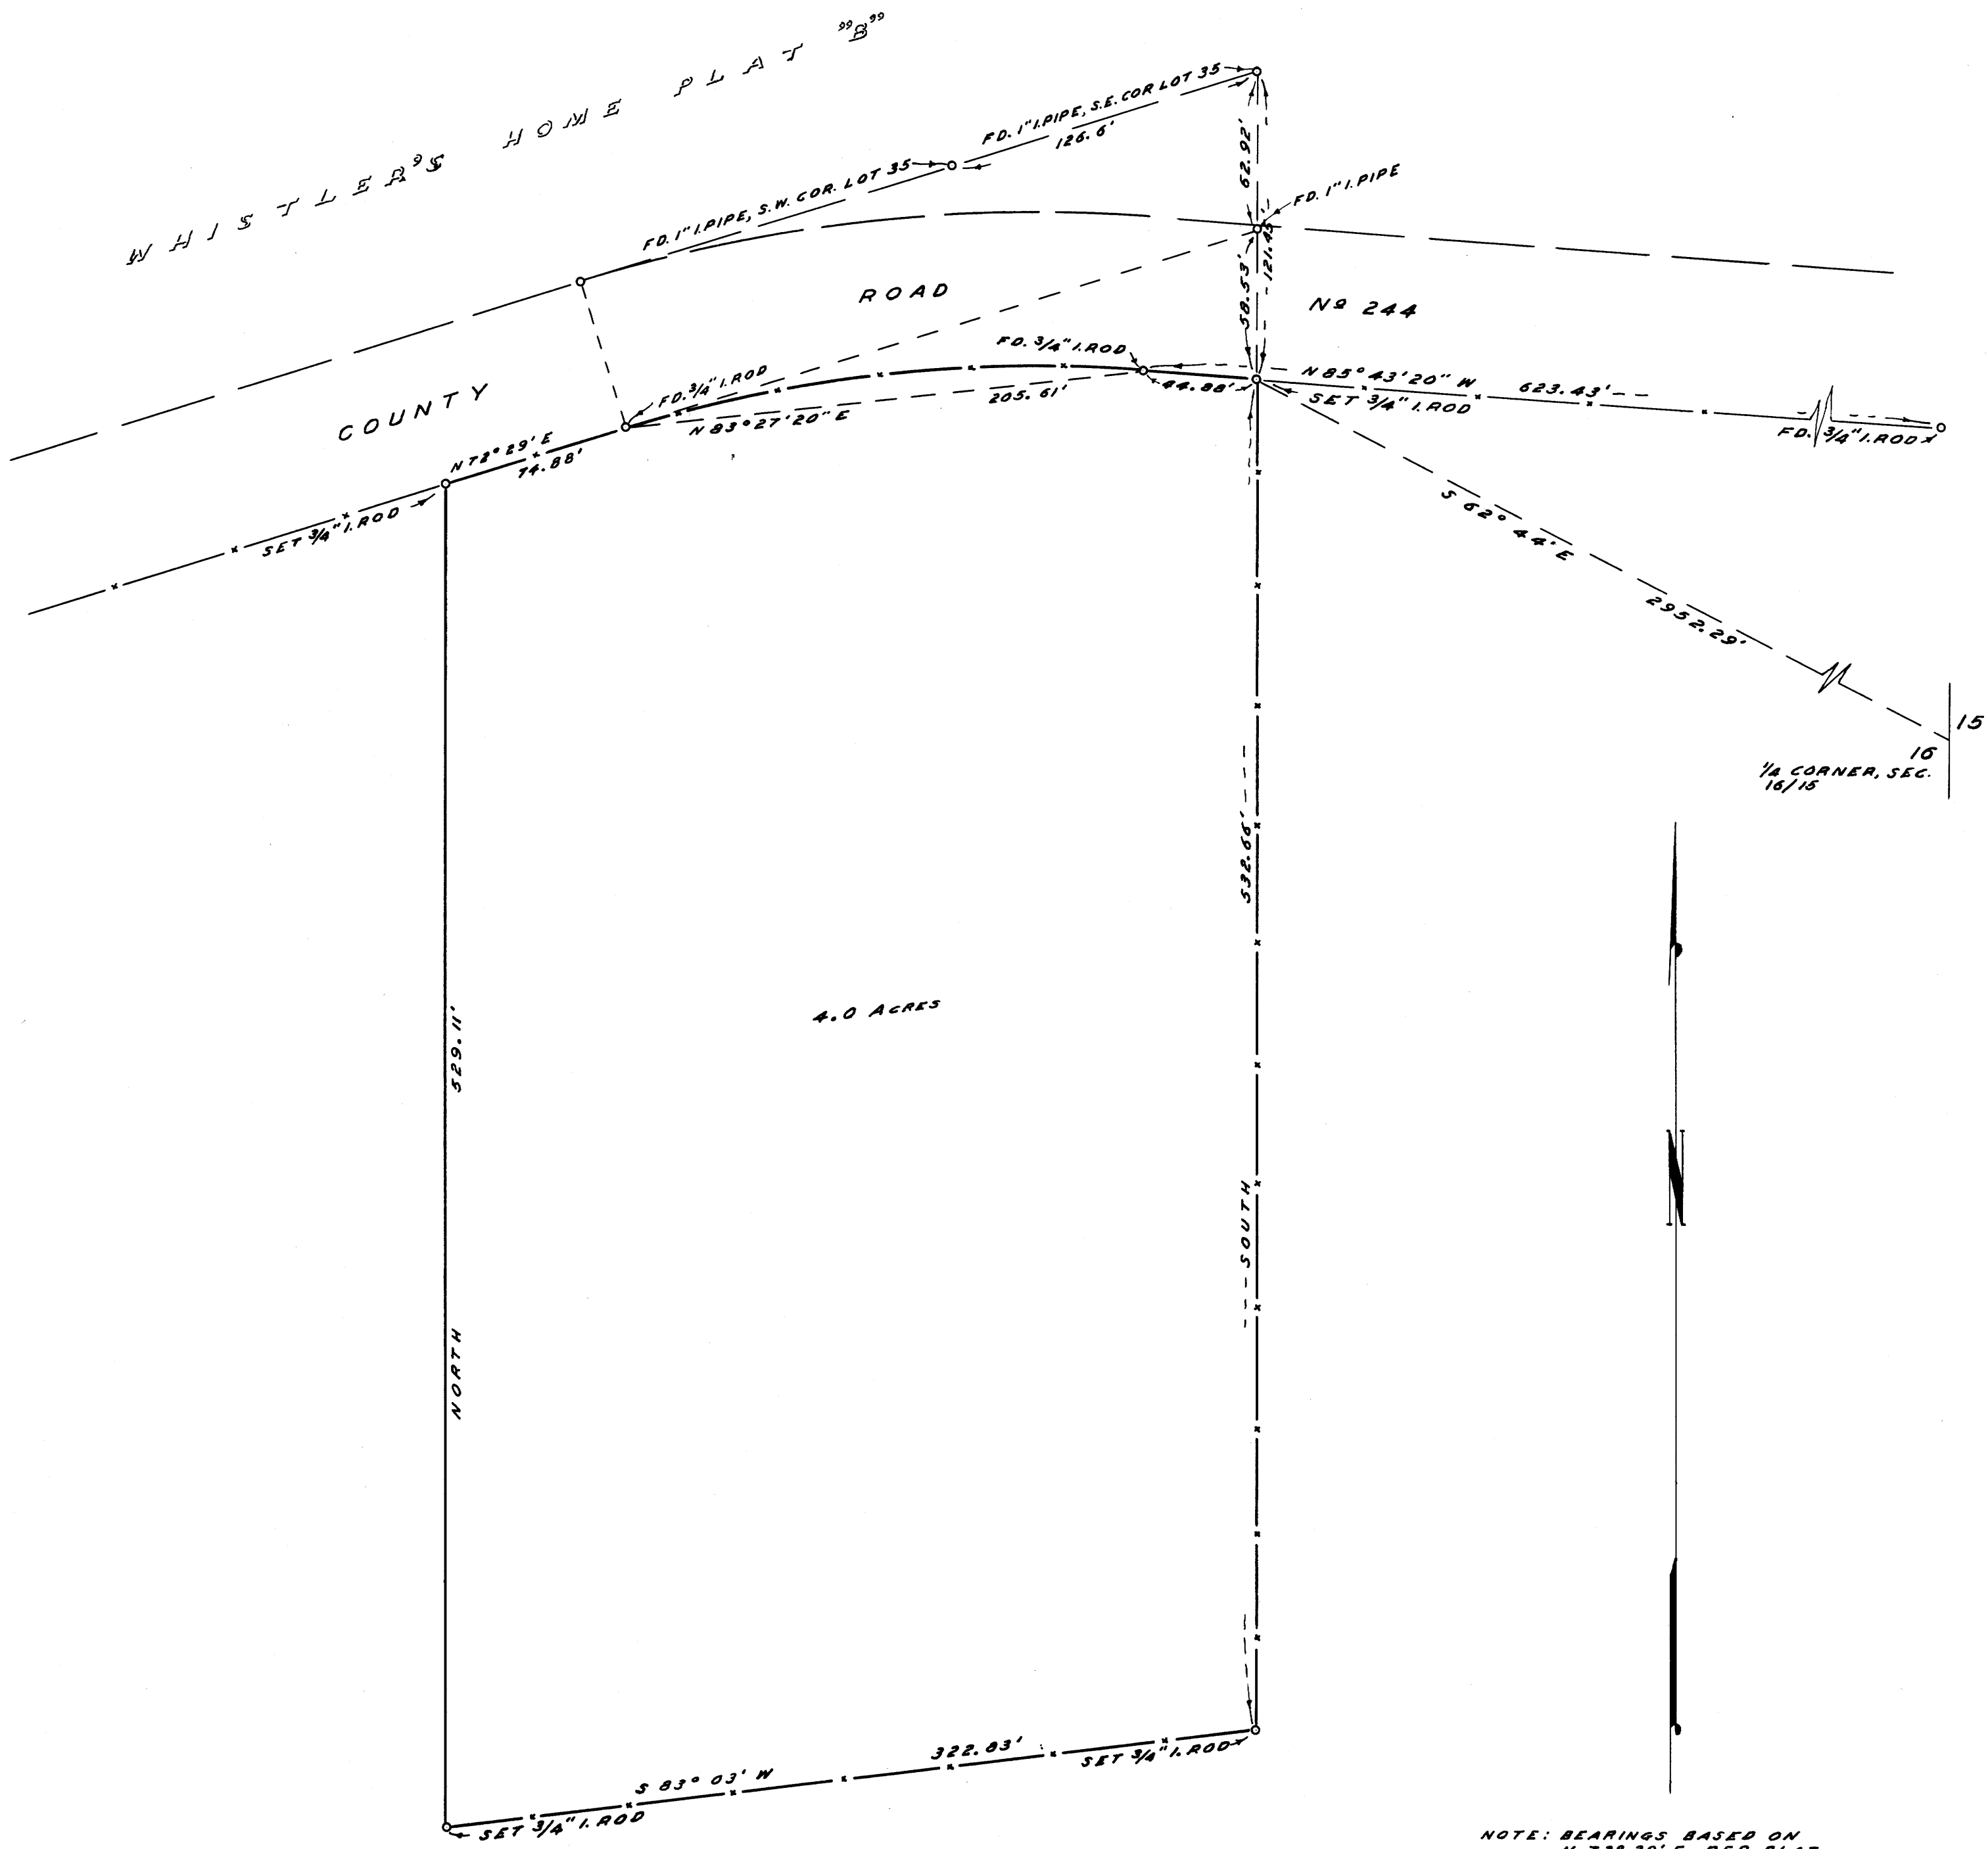 WHISTLER'S HOME PLAT "B"
FD. 1" I.PIPE, S.E. COR LOT 35
126.6'
62.92'
FD. 1" I.PIPE, S.W. COR. LOT 35
FD. 1" I.PIPE
121.45'
58.53'
COUNTY ROAD Nº 244
FD. 3/4" I.ROD
FD. 3/4" I.ROD
N 85° 43' 20" W 623.43'
44.88'
SET 3/4" I.ROD
205.61'
N 83° 27' 20" E
FD. 3/4" I.ROD
N 72° 29' E
74.88'
SET 3/4" I.ROD
S 62° 44' E
2952.29'
15
16
1/4 CORNER, SEC.
16/15
532.66'
SOUTH
4.0 ACRES
529.11'
NORTH
N
322.83'
SET 3/4" I.ROD
S 83° 03' W
SET 3/4" I. ROD
NOTE: BEARINGS BASED ON